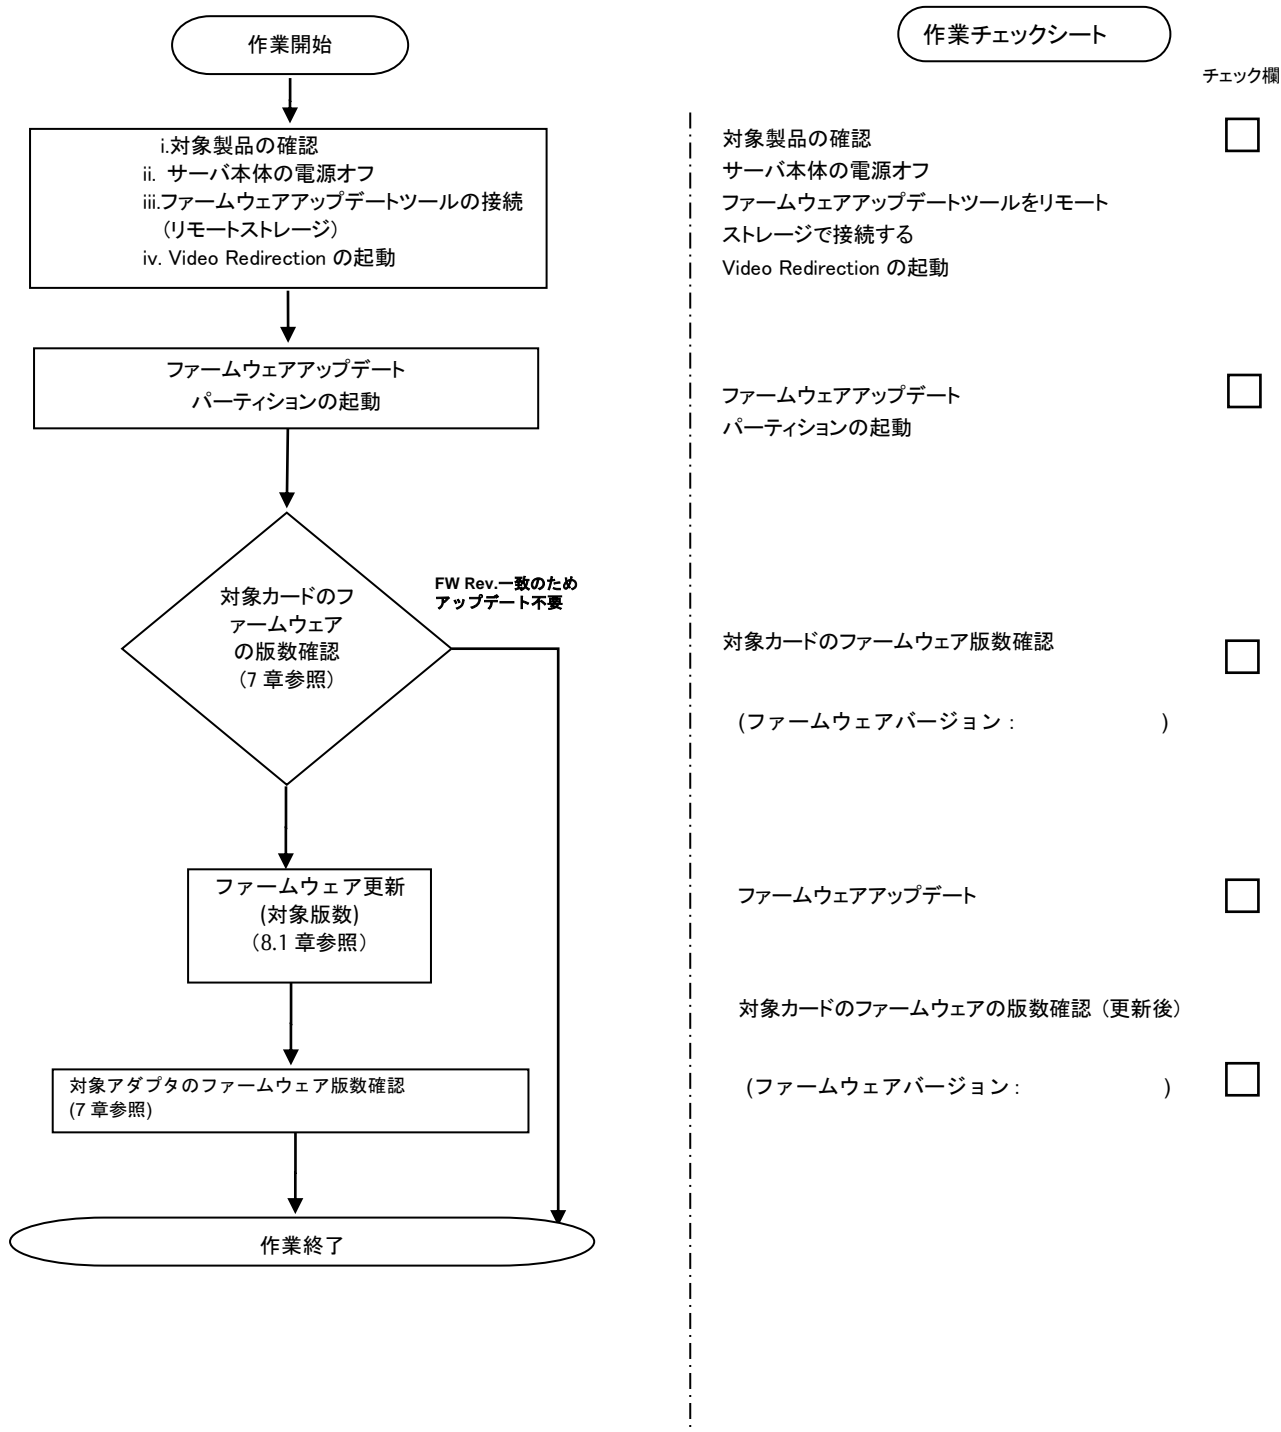 作業開始
i.対象製品の確認
ii. サーバ本体の電源オフ
iii.ファームウェアアップデートツールの接続
（リモートストレージ）
iv. Video Redirection の起動
ファームウェアアップデート
パーティションの起動
対象カードのフ
ァームウェア
の版数確認
（7 章参照）
FW Rev.一致のため
アップデート不要
ファームウェア更新
(対象版数)
（8.1 章参照）
対象アダプタのファームウェア版数確認
(7 章参照)
作業終了
作業チェックシート
チェック欄
対象製品の確認
サーバ本体の電源オフ
ファームウェアアップデートツールをリモート
ストレージで接続する
Video Redirection の起動
ファームウェアアップデート
パーティションの起動
対象カードのファームウェア版数確認
(ファームウェアバージョン： )
ファームウェアアップデート
対象カードのファームウェアの版数確認（更新後）
(ファームウェアバージョン： )